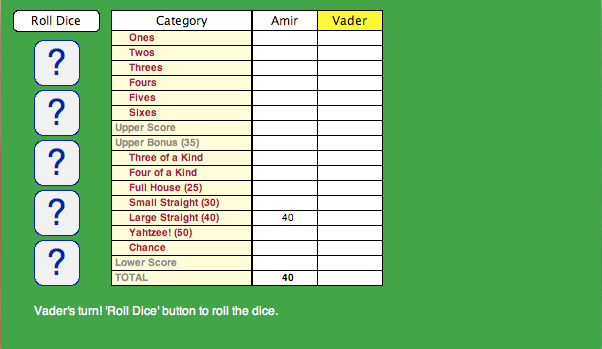 Roll Dice
?
?
?
?
?
Category Amir Vader
Ones
Twos
Threes
Fours
Fives
Sixes
Upper Score
Upper Bonus (35)
Three of a Kind
Four of a Kind
Full House (25)
Small Straight (30)
Large Straight (40) 40
Yahtzee! (50)
Chance
Lower Score
TOTAL 40
Vader's turn! 'Roll Dice' button to roll the dice.